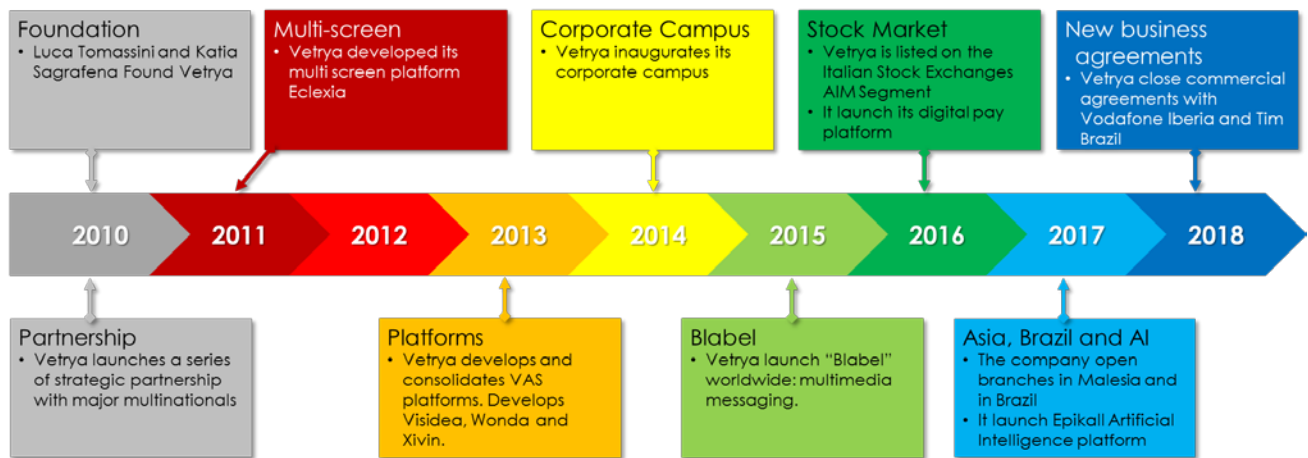 Foundation
• Luca Tomassini and Katia
Sagrafena Found Vetrya
Multi-screen
• Vetrya developed its
multi screen platform
Eclexia
Corporate Campus
• Vetrya inaugurates its
corporate campus
Stock Market
• Vetrya is listed on the
Italian Stock Exchanges
AIM Segment
• It launch its digital pay
platform
New business
agreements
• Vetrya close commercial
agreements with
Vodafone Iberia and Tim
Brazil
2010
2011
2012
2013
2014
2015
2016
2017
2018
Partnership
• Vetrya launches a series
of strategic partnership
with major multinationals
Platforms
• Vetrya develops and
consolidates VAS
platforms. Develops
Visidea, Wonda and
Xivin.
Blabel
• Vetrya launch “Blabel”
worldwide: multimedia
messaging.
Asia, Brazil and AI
• The company open
branches in Malesia and
in Brazil
• It launch Epikall Artificial
Intelligence platform